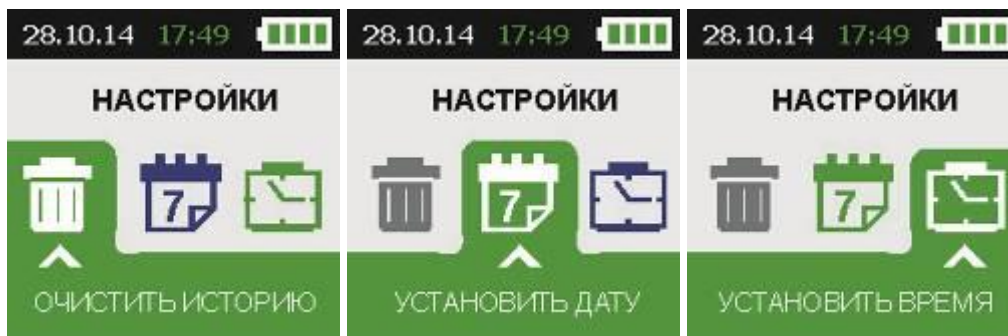 28.10.14 17:49
НАСТРОЙКИ
7
ОЧИСТИТЬ ИСТОРИЮ
28.10.14 17:49
НАСТРОЙКИ
7
УСТАНОВИТЬ ДАТУ
28.10.14 17:49
НАСТРОЙКИ
7
УСТАНОВИТЬ ВРЕМЯ